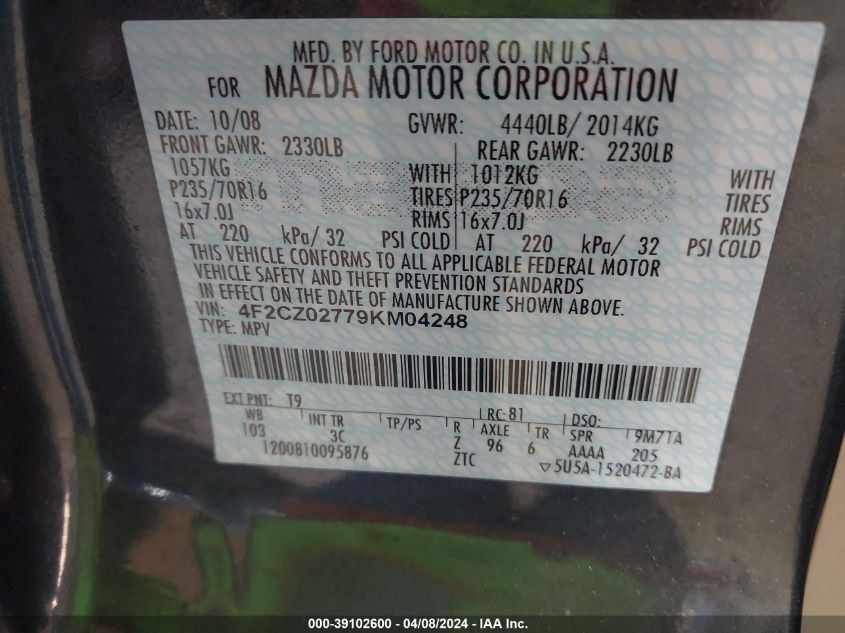 MFD. BY FORD MOTOR CO. IN U.S.A.
FOR MAZDA MOTOR CORPORATION
DATE: 10/08 GVWR: 4440LB/ 2014KG
FRONT GAWR: 2330LB REAR GAWR: 2230LB
1057KG WITH 1012KG WITH
P235/70R16 TIRES P235/70R16 TIRES
16x7.0J RIMS 16x7.0J RIMS
AT 220 kPa/ 32 PSI COLD AT 220 kPa/ 32 PSI COLD
THIS VEHICLE CONFORMS TO ALL APPLICABLE FEDERAL MOTOR
VEHICLE SAFETY AND THEFT PREVENTION STANDARDS
IN EFFECT ON THE DATE OF MANUFACTURE SHOWN ABOVE.
VIN: 4F2CZ02779KM04248
TYPE: MPV
EXT PNT: T9 RC: 81 DSO:
WB INT TR TP/PS R AXLE TR SPR 9M71A
103 3C Z 96 6 AAAA 205
1200810095876 ZTC ▽5U5A-1520472-BA
000-39102600 - 04/08/2024 - IAA Inc.